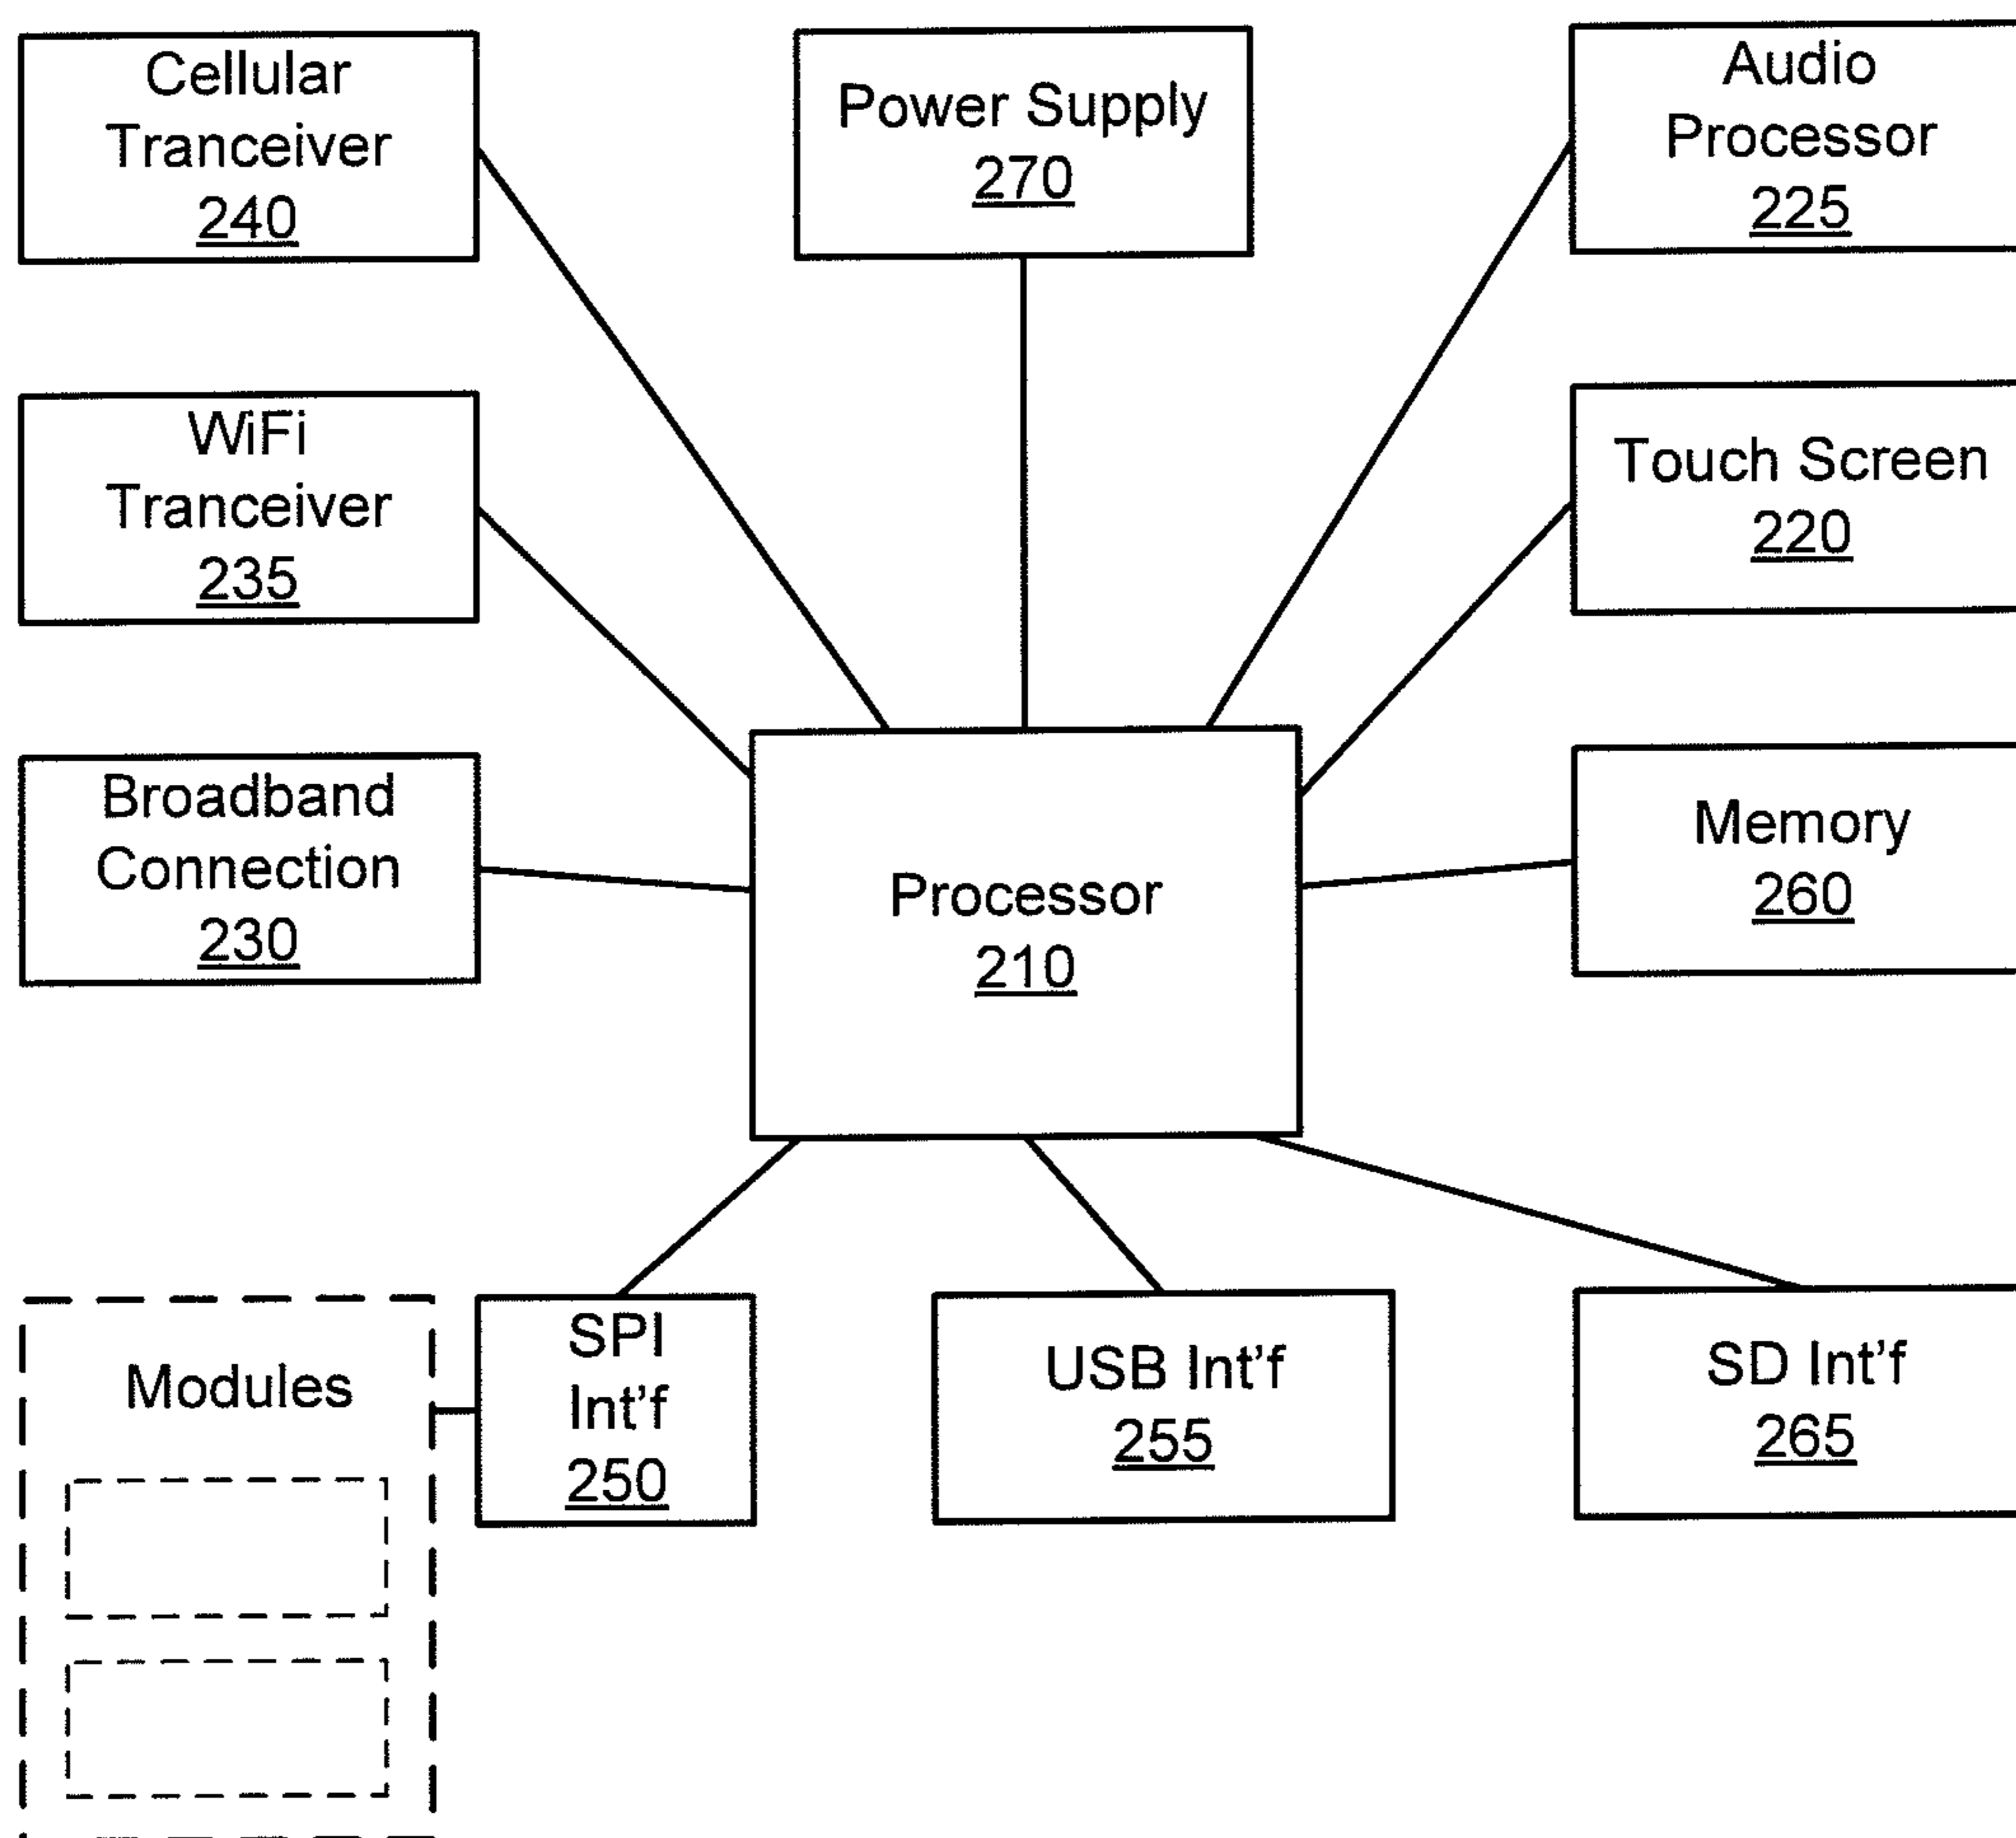 Cellular
Tranceiver
240
Power Supply
270
Audio
Processor
225
WiFi
Tranceiver
235
Touch Screen
220
Broadband
Connection
230
Processor
210
Memory
260
Modules
SPI
Int'f
250
USB Int'f
255
SD Int'f
265